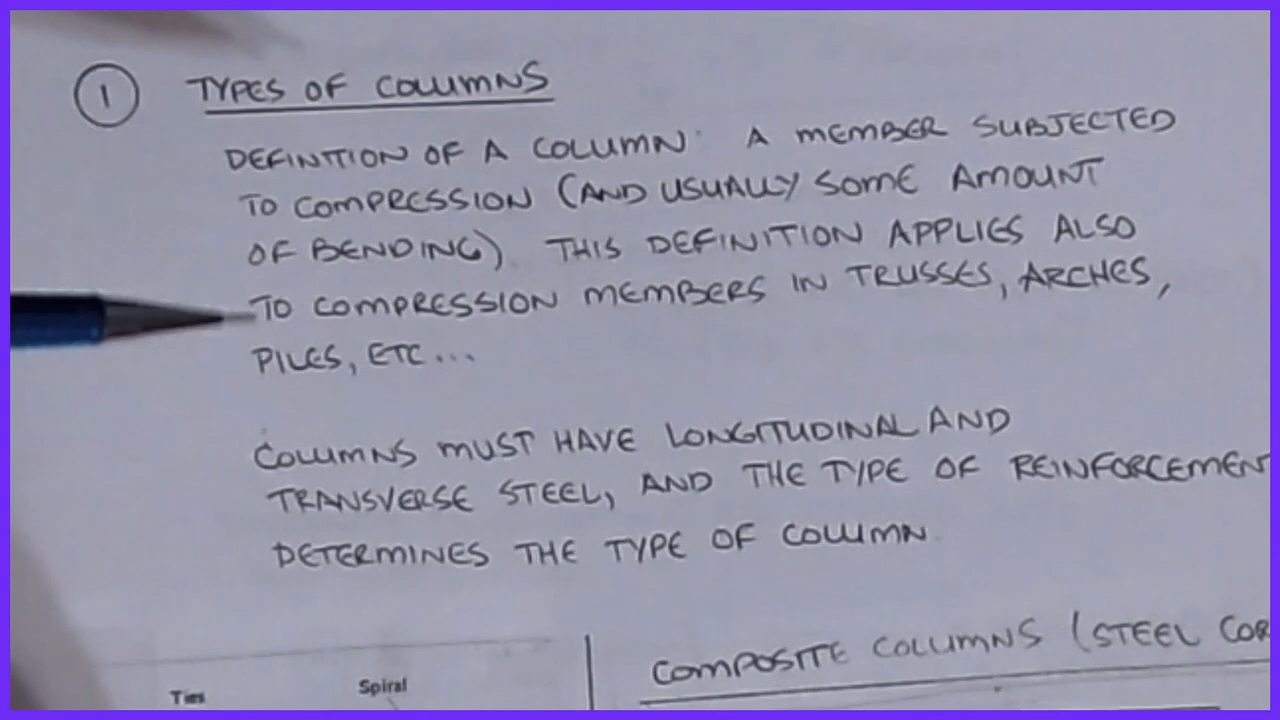 1 TYPES OF COLUMNS
DEFINTION OF A COLUMN: A MEMBER SUBJECTED
TO COMPRESSION (AND USUALLY SOME AMOUNT
OF BENDING). THIS DEFINITION APPLIES ALSO
TO COMPRESSION MEMBERS IN TRUSSES, ARCHES,
PILES, ETC...
COLUMNS MUST HAVE LONGITUDINAL AND
TRANSVERSE STEEL, AND THE TYPE OF REINFORCEMENT
DETERMINES THE TYPE OF COLUMN.
COMPOSITE COLUMNS (STEEL COR
Ties Spiral